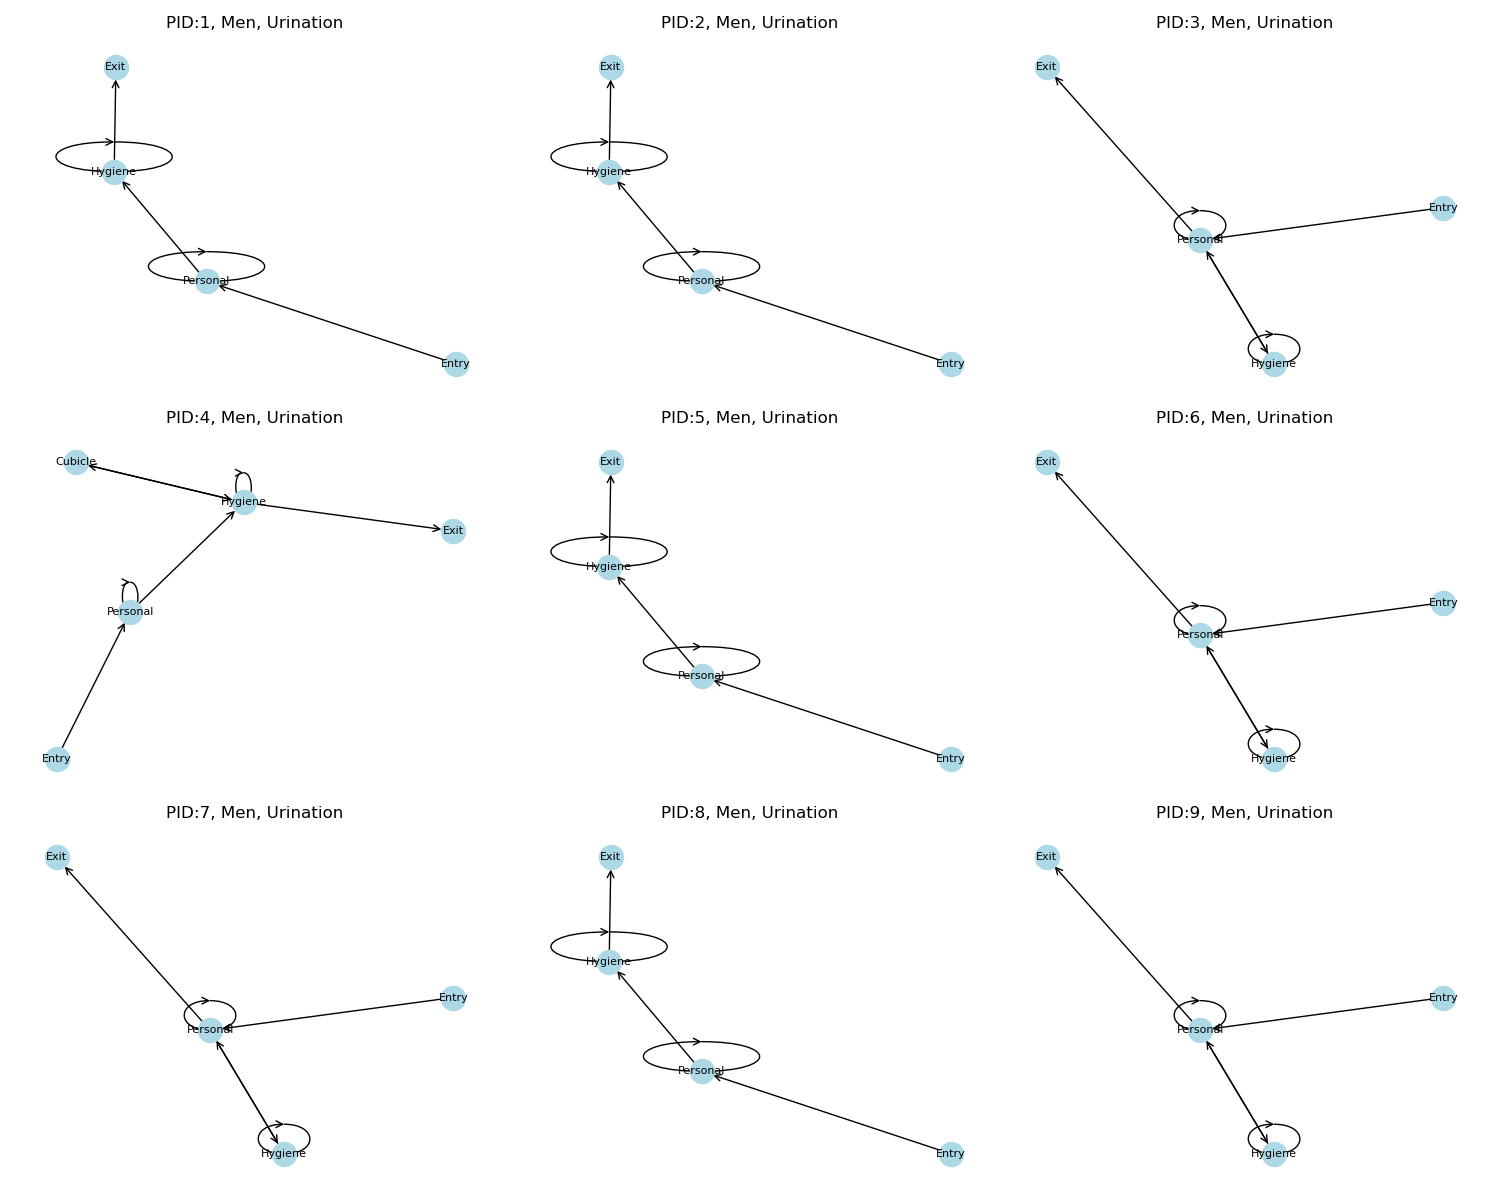 PID:1, Men, Urination
Exit
Hygiene
Personal
Entry
PID:2, Men, Urination
Exit
Hygiene
Personal
Entry
PID:3, Men, Urination
Exit
Entry
Personal
Hygiene
PID:4, Men, Urination
Cubicle
Hygiene
Exit
Personal
Entry
PID:5, Men, Urination
Exit
Hygiene
Personal
Entry
PID:6, Men, Urination
Exit
Entry
Personal
Hygiene
PID:7, Men, Urination
Exit
Entry
Personal
Hygiene
PID:8, Men, Urination
Exit
Hygiene
Personal
Entry
PID:9, Men, Urination
Exit
Entry
Personal
Hygiene